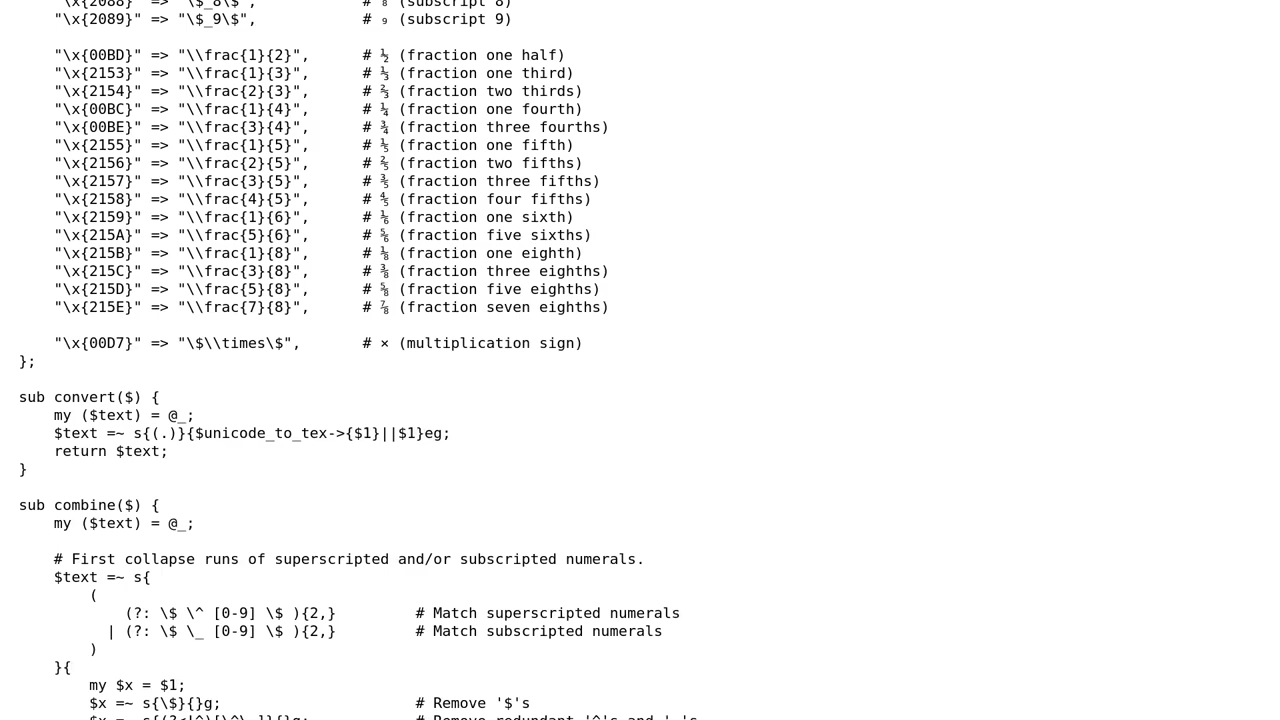 "\x{2088}" => "\$_8\$",            # ₈ (subscript 8)
    "\x{2089}" => "\$_9\$",            # ₉ (subscript 9)

    "\x{00BD}" => "\\frac{1}{2}",      # ½ (fraction one half)
    "\x{2153}" => "\\frac{1}{3}",      # ⅓ (fraction one third)
    "\x{2154}" => "\\frac{2}{3}",      # ⅔ (fraction two thirds)
    "\x{00BC}" => "\\frac{1}{4}",      # ¼ (fraction one fourth)
    "\x{00BE}" => "\\frac{3}{4}",      # ¾ (fraction three fourths)
    "\x{2155}" => "\\frac{1}{5}",      # ⅕ (fraction one fifth)
    "\x{2156}" => "\\frac{2}{5}",      # ⅖ (fraction two fifths)
    "\x{2157}" => "\\frac{3}{5}",      # ⅗ (fraction three fifths)
    "\x{2158}" => "\\frac{4}{5}",      # ⅘ (fraction four fifths)
    "\x{2159}" => "\\frac{1}{6}",      # ⅙ (fraction one sixth)
    "\x{215A}" => "\\frac{5}{6}",      # ⅚ (fraction five sixths)
    "\x{215B}" => "\\frac{1}{8}",      # ⅛ (fraction one eighth)
    "\x{215C}" => "\\frac{3}{8}",      # ⅜ (fraction three eighths)
    "\x{215D}" => "\\frac{5}{8}",      # ⅝ (fraction five eighths)
    "\x{215E}" => "\\frac{7}{8}",      # ⅞ (fraction seven eighths)

    "\x{00D7}" => "\$\\times\$",       # × (multiplication sign)
};

sub convert($) {
    my ($text) = @_;
    $text =~ s{(.)}{$unicode_to_tex->{$1}||$1}eg;
    return $text;
}

sub combine($) {
    my ($text) = @_;

    # First collapse runs of superscripted and/or subscripted numerals.
    $text =~ s{
        (
            (?: \$ \^ [0-9] \$ ){2,}         # Match superscripted numerals
          | (?: \$ \_ [0-9] \$ ){2,}         # Match subscripted numerals
        )
    }{
        my $x = $1;
        $x =~ s{\$}{}g;                      # Remove '$'s
        # Remove redundant '^'s and '_'s